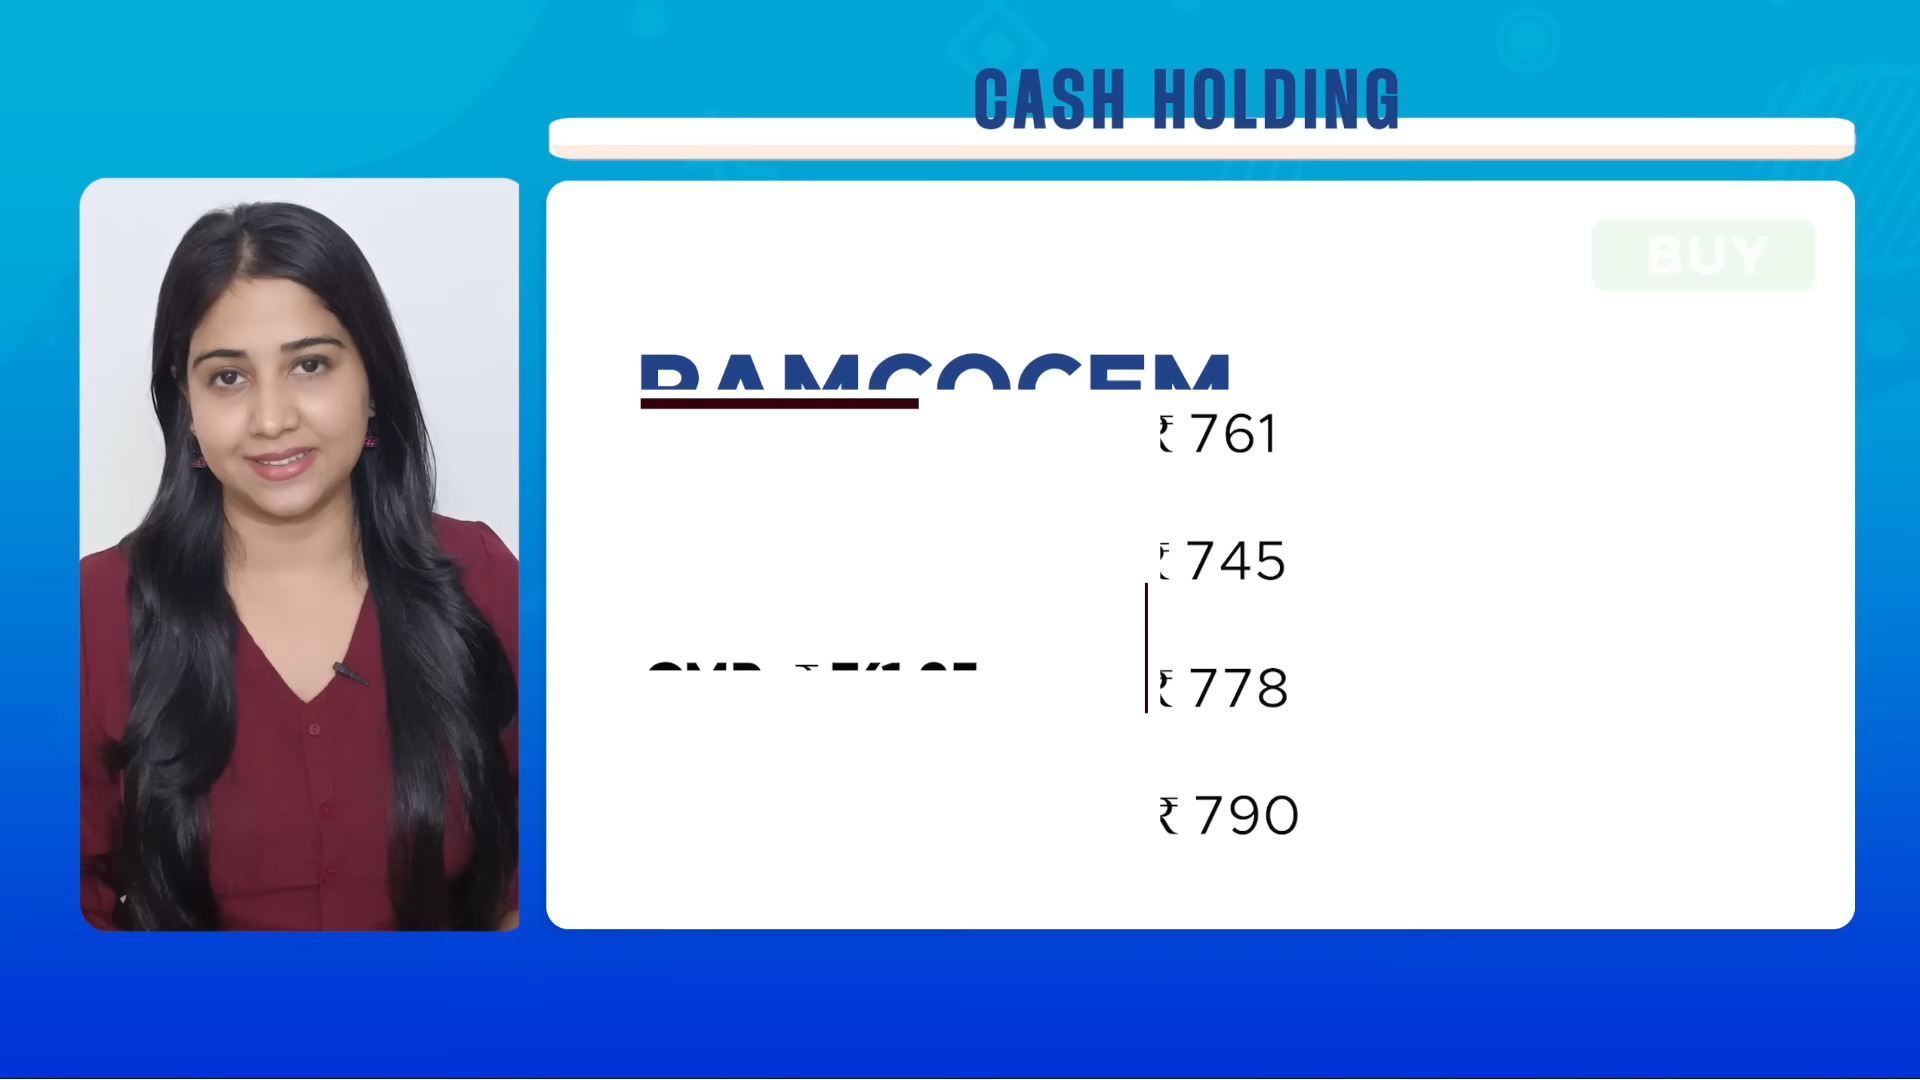 CASH HOLDING
BUY
RAMCOCEM
₹ 761
₹ 745
₹ 778
₹ 790